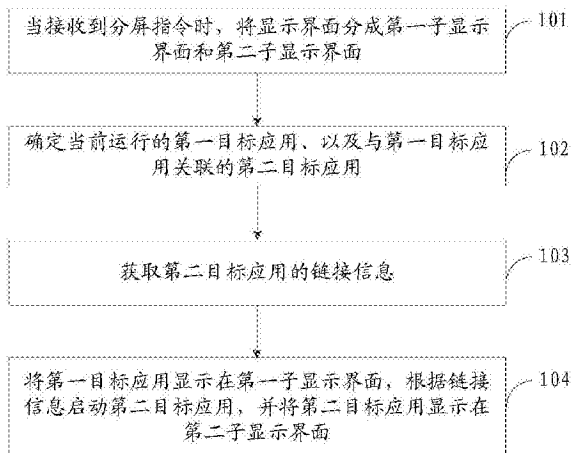 当接收到分屏指令时，将显示界面分成第一子显示
界面和第二子显示界面
101
确定当前运行的第一目标应用、以及与第一目标应
用关联的第二目标应用
102
获取第二目标应用的链接信息
103
将第一目标应用显示在第一子显示界面，根据链接
信息启动第二目标应用，并将第二目标应用显示在
第二子显示界面
104